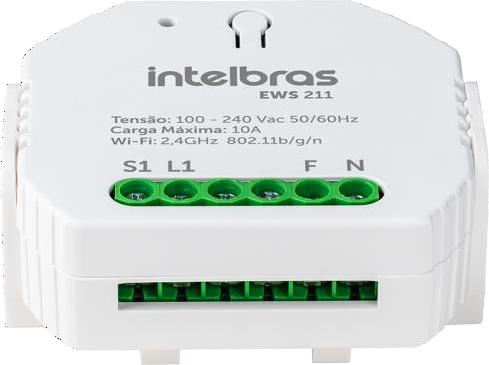 intelbras
EWS 211
Tensão: 100 - 240 Vac 50/60Hz
Carga Máxima: 10A
Wi-Fi: 2,4GHz 802.11b/g/n
S1 L1 F N